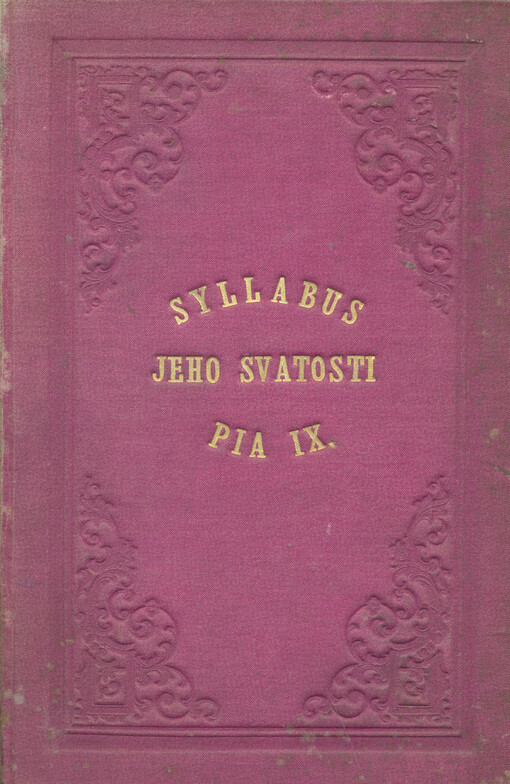 SYLLABUS
JEHO SVATOSTI
PIA IX.